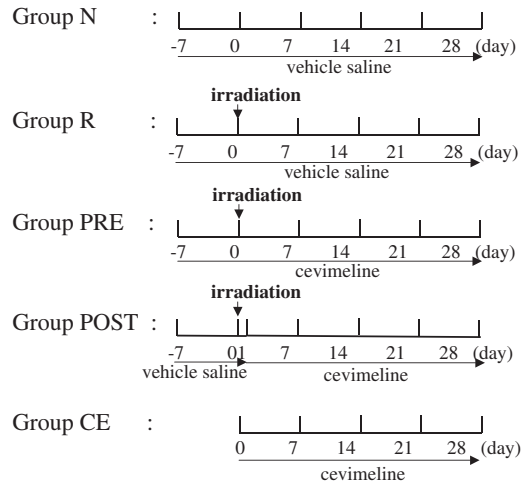 Group N :
-7 0 7 14 21 28 (day)
vehicle saline
irradiation
Group R :
-7 0 7 14 21 28 (day)
vehicle saline
irradiation
Group PRE :
-7 0 7 14 21 28 (day)
cevimeline
irradiation
Group POST :
-7 01 7 14 21 28 (day)
vehicle saline cevimeline
Group CE :
0 7 14 21 28 (day)
cevimeline